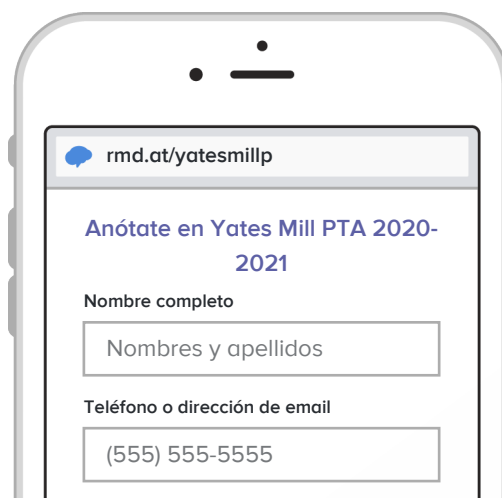 rmd.at/yatesmillp
Anótate en Yates Mill PTA 2020-
2021
Nombre completo
Nombres y apellidos
Teléfono o dirección de email
(555) 555-5555